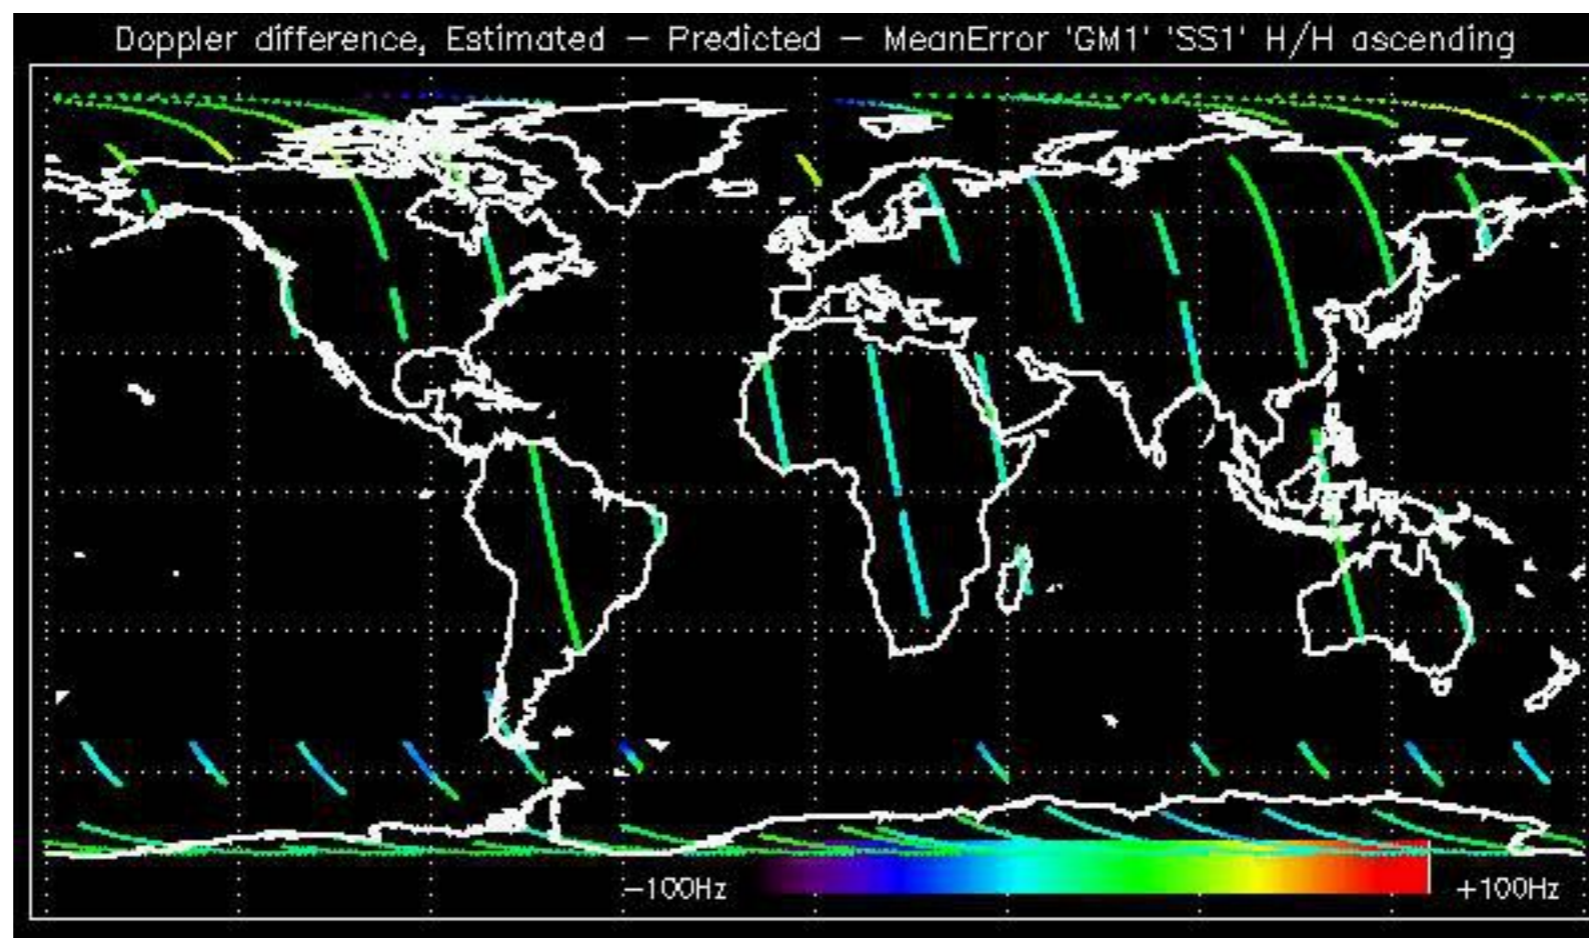 Doppler difference, Estimated – Predicted – MeanError 'GM1' 'SS1' H/H ascending
–100Hz +100Hz